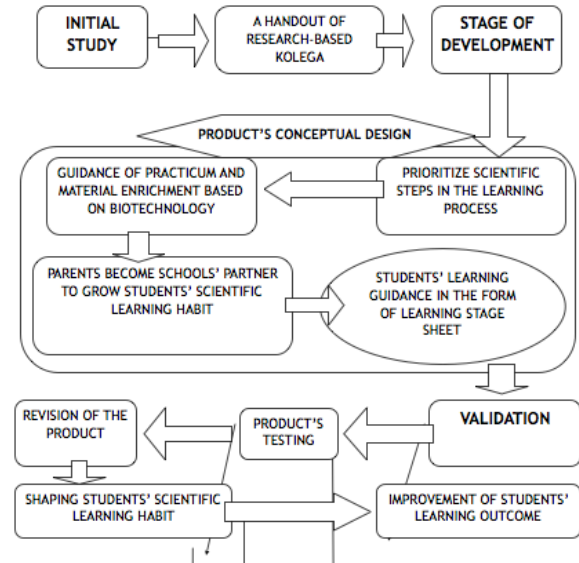 INITIAL
STUDY
A HANDOUT OF
RESEARCH-BASED
KOLEGA
STAGE OF
DEVELOPMENT
PRODUCT'S CONCEPTUAL DESIGN
GUIDANCE OF PRACTICUM AND
MATERIAL ENRICHMENT BASED
ON BIOTECHNOLOGY
PRIORITIZE SCIENTIFIC
STEPS IN THE LEARNING
PROCESS
PARENTS BECOME SCHOOLS' PARTNER
TO GROW STUDENTS' SCIENTIFIC
LEARNING HABIT
STUDENTS' LEARNING
GUIDANCE IN THE FORM
OF LEARNING STAGE
SHEET
REVISION OF THE
PRODUCT
PRODUCT'S
TESTING
VALIDATION
SHAPING STUDENTS' SCIENTIFIC
LEARNING HABIT
IMPROVEMENT OF STUDENTS'
LEARNING OUTCOME